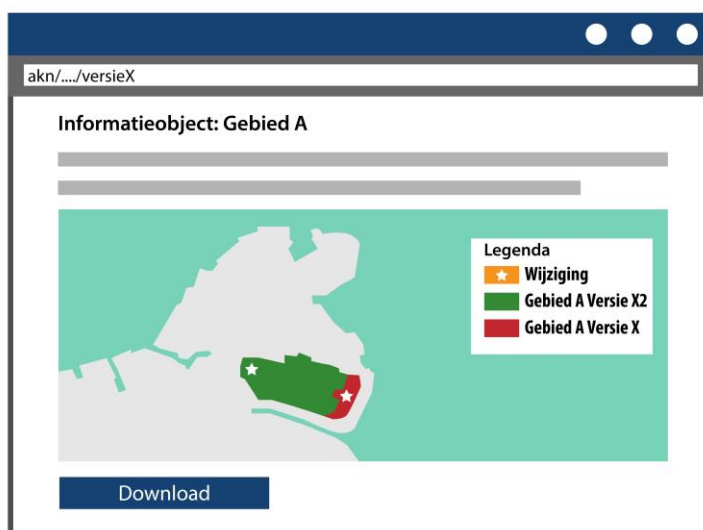 akn/..../versieX
Informatieobject: Gebied A
Legenda
Wijziging
Gebied A Versie X2
Gebied A Versie X
Download